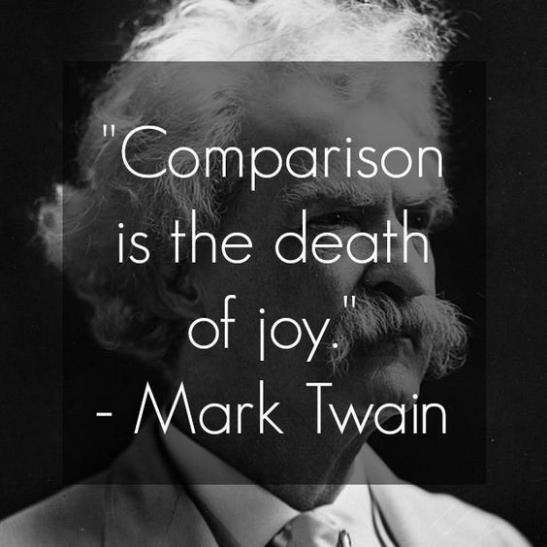 "Comparison
is the death
of joy."
- Mark Twain